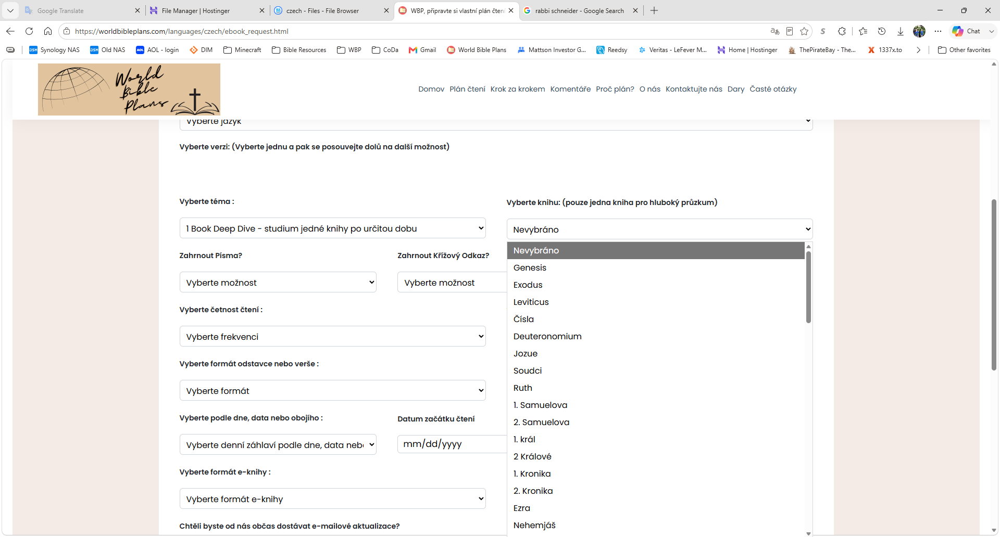 Google Translate
File Manager | Hostinger
czech - Files - File Browser
WBP, připravte si vlastní plán čtení
rabbi schneider - Google Search
https://worldbibleplans.com/languages/czech/ebook_request.html
Chat
Synology NAS
Old NAS
AOL - login
DIM
Minecraft
Bible Resources
WBP
CoDa
Gmail
World Bible Plans
Mattson Investor G...
Reedsy
Veritas - LeFever M...
Home | Hostinger
ThePirateBay - The...
1337x.to
Other favorites
World
Bible
Plans
Domov Plán čtení Krok za krokem Komentáře Proč plán? O nás Kontaktujte nás Dary Časté otázky
Vyberte jazyk
Vyberte verzi: (Vyberte jednu a pak se posouvejte dolů na další možnost)
Vyberte téma :
Vyberte knihu: (pouze jedna kniha pro hluboký průzkum)
1 Book Deep Dive - studium jedné knihy po určitou dobu
Nevybráno
Nevybráno
Genesis
Exodus
Leviticus
Čísla
Deuteronomium
Jozue
Soudci
Ruth
1. Samuelova
2. Samuelova
1. král
2 Králové
1. Kronika
2. Kronika
Ezra
Nehemjáš
Zahrnout Písma?
Zahrnout Křížový Odkaz?
Vyberte možnost
Vyberte možnost
Vyberte četnost čtení :
Vyberte frekvenci
Vyberte formát odstavce nebo verše :
Vyberte formát
Vyberte podle dne, data nebo obojího :
Datum začátku čtení
Vyberte denní záhlaví podle dne, data nebo
mm/dd/yyyy
Vyberte formát e-knihy :
Vyberte formát e-knihy
Chtěli byste od nás občas dostávat e-mailové aktualizace?